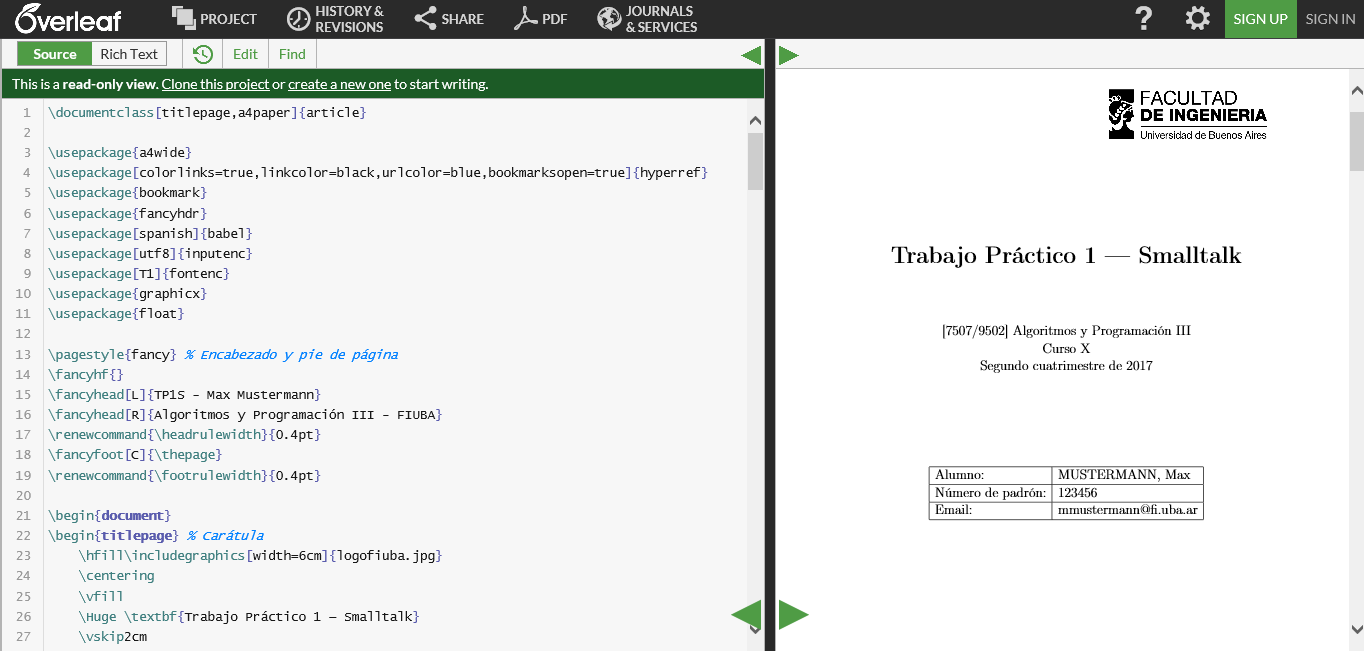 Overleaf
PROJECT
HISTORY &
REVISIONS
SHARE
PDF
JOURNALS
& SERVICES
?
SIGN UP
SIGN IN
Source
Rich Text
Edit
Find
This is a read-only view. Clone this project or create a new one to start writing.
1 \documentclass[titlepage,a4paper]{article}
2
3 \usepackage{a4wide}
4 \usepackage[colorlinks=true,linkcolor=black,urlcolor=blue,bookmarksopen=true]{hyperref}
5 \usepackage{bookmark}
6 \usepackage{fancyhdr}
7 \usepackage[spanish]{babel}
8 \usepackage[utf8]{inputenc}
9 \usepackage[T1]{fontenc}
10 \usepackage{graphicx}
11 \usepackage{float}
12
13 \pagestyle{fancy} % Encabezado y pie de página
14 \fancyhf{}
15 \fancyhead[L]{TP1S - Max Mustermann}
16 \fancyhead[R]{Algoritmos y Programación III - FIUBA}
17 \renewcommand{\headrulewidth}{0.4pt}
18 \fancyfoot[C]{\thepage}
19 \renewcommand{\footrulewidth}{0.4pt}
20
21 \begin{document}
22 \begin{titlepage} % Carátula
23 \hfill\includegraphics[width=6cm]{logofiuba.jpg}
24 \centering
25 \vfill
26 \Huge \textbf{Trabajo Práctico 1 — Smalltalk}
27 \vskip2cm
FACULTAD
DE INGENIERIA
Universidad de Buenos Aires
Trabajo Práctico 1 — Smalltalk
[7507/9502] Algoritmos y Programación III
Curso X
Segundo cuatrimestre de 2017
Alumno: MUSTERMANN, Max
Número de padrón: 123456
Email: mmustermann@fi.uba.ar